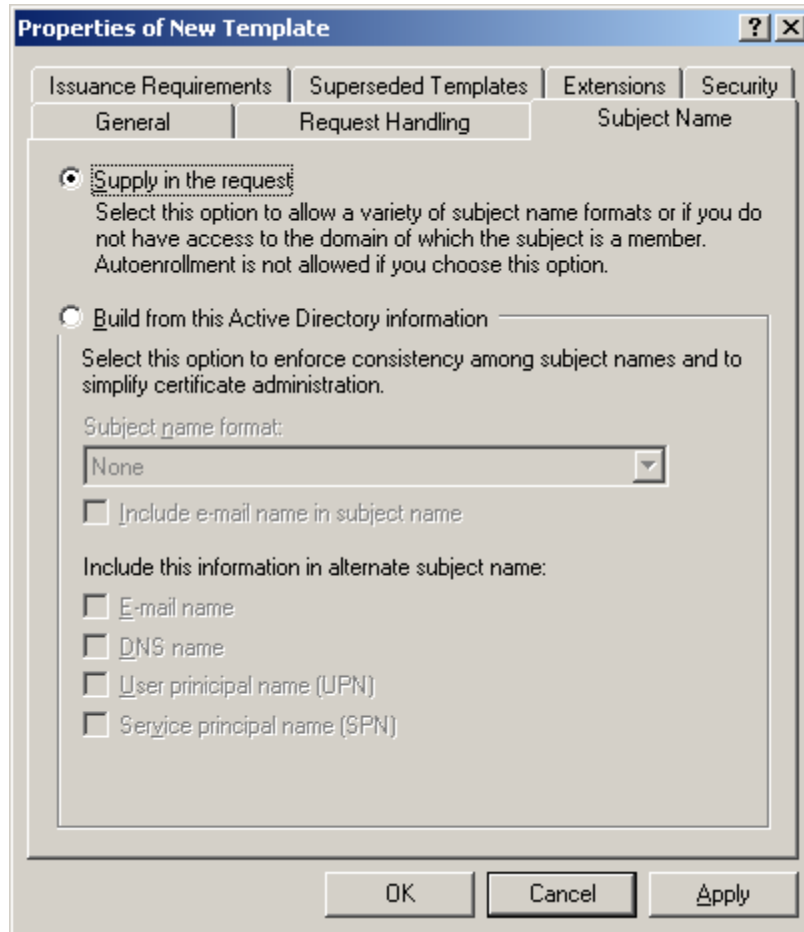 Properties of New Template
? X
Issuance Requirements Superseded Templates Extensions Security
General Request Handling Subject Name
Supply in the request
Select this option to allow a variety of subject name formats or if you do
not have access to the domain of which the subject is a member.
Autoenrollment is not allowed if you choose this option.
Build from this Active Directory information
Select this option to enforce consistency among subject names and to
simplify certificate administration.
Subject name format:
None
Include e-mail name in subject name
Include this information in alternate subject name:
E-mail name
DNS name
User prinicipal name (UPN)
Service principal name (SPN)
OK Cancel Apply